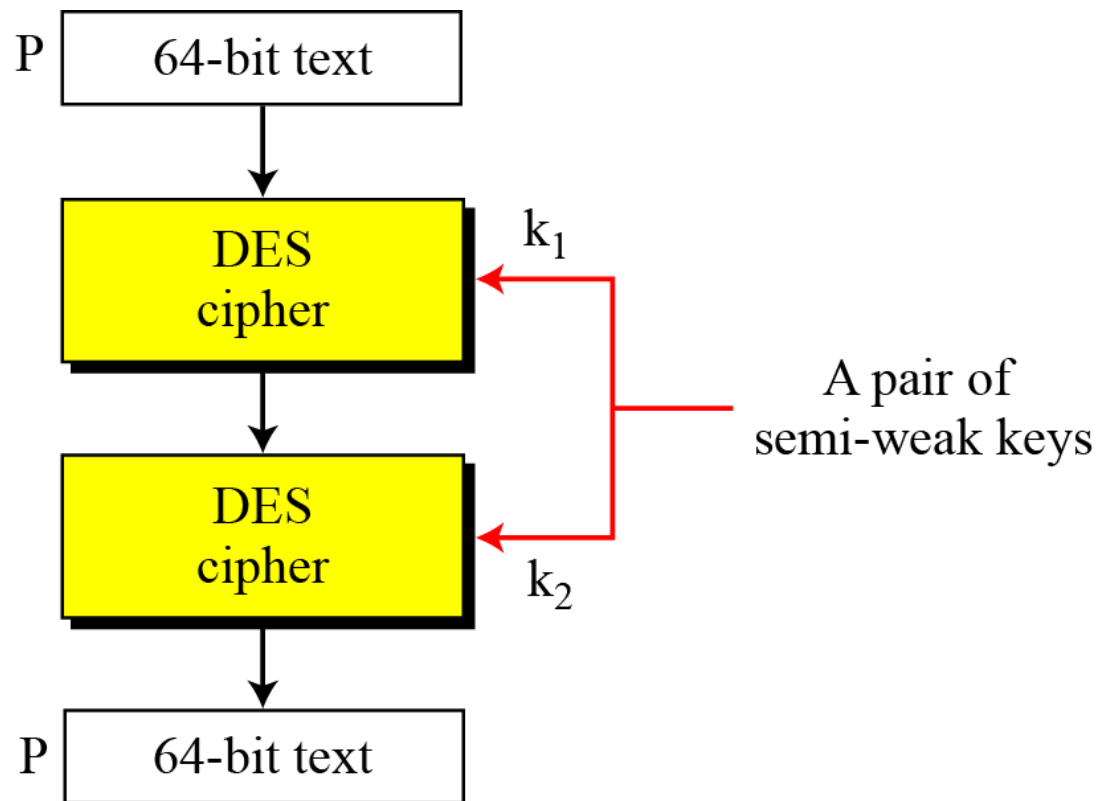 P 64-bit text
DES
cipher
k₁
A pair of
semi-weak keys
DES
cipher
k₂
P 64-bit text